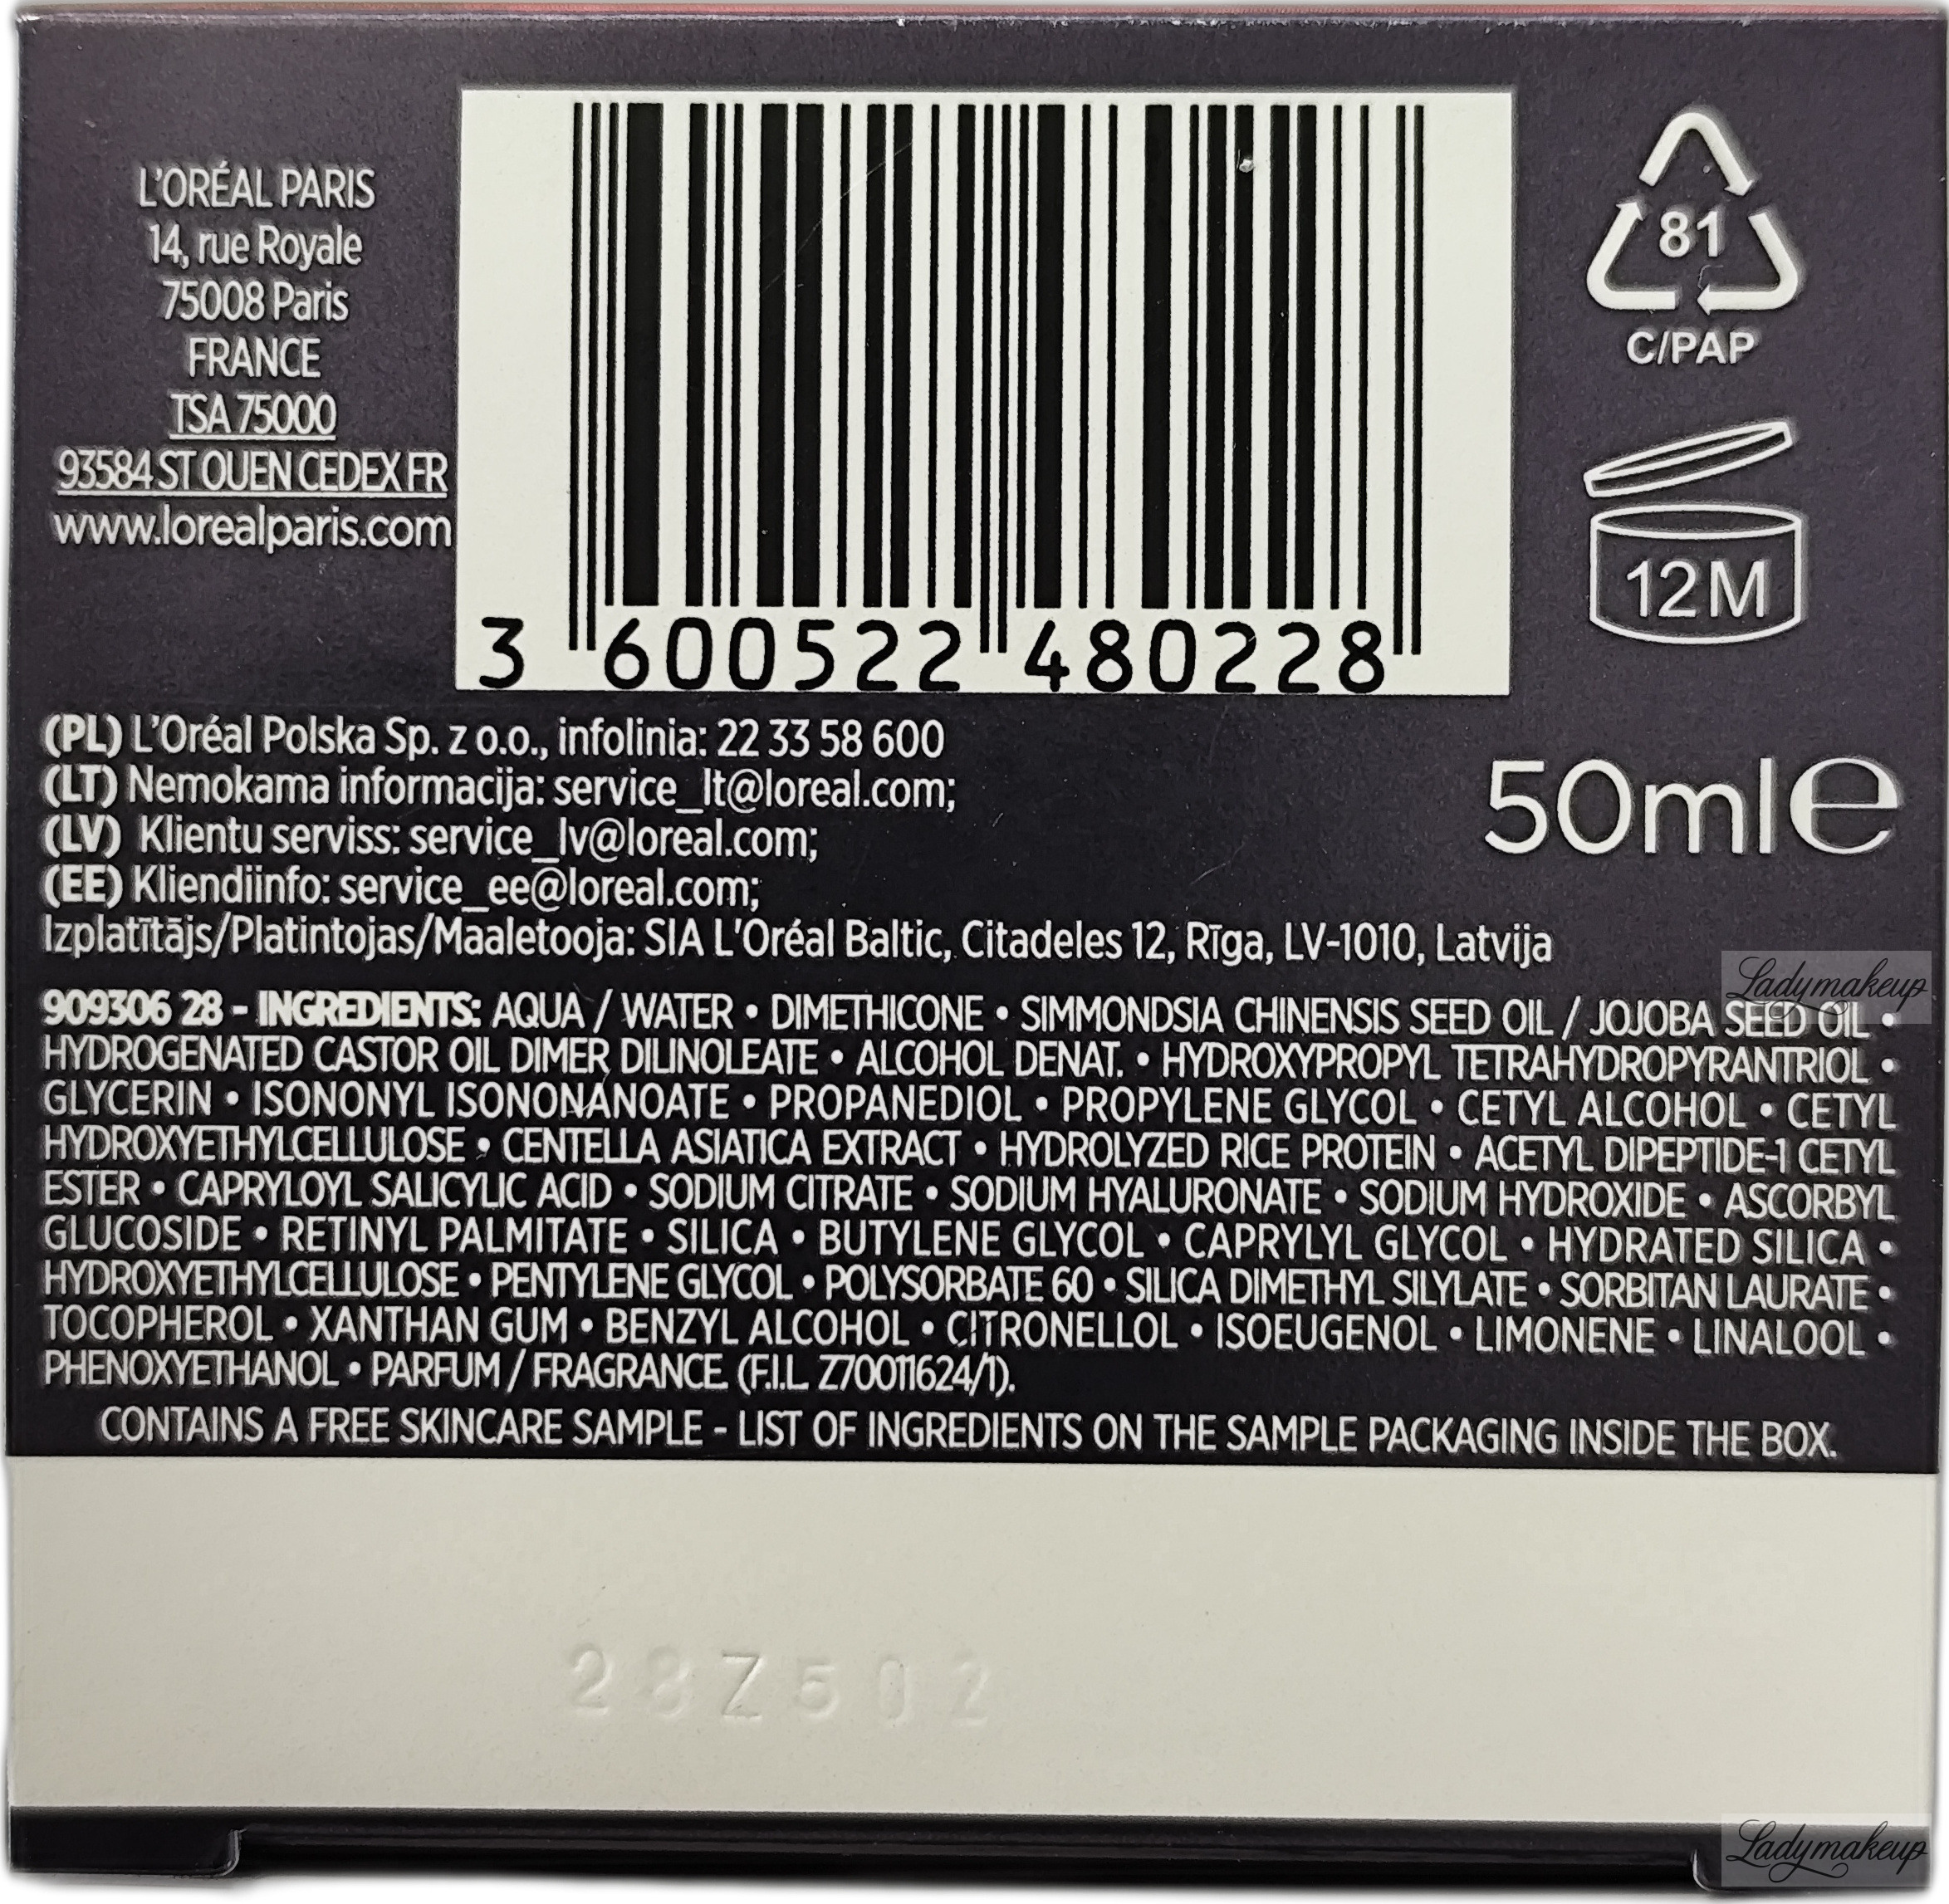 L'ORÉAL PARIS
14, rue Royale
75008 Paris
FRANCE
TSA 75000
93584 ST OUEN CEDEX FR
www.lorealparis.com
3 600522 480228
81
C/PAP
12M
(PL) L'Oréal Polska Sp. z o.o., infolinia: 22 33 58 600
(LT) Nemokama informacija: service_lt@loreal.com;
(LV) Klientu serviss: service_lv@loreal.com;
(EE) Kliendiinfo: service_ee@loreal.com;
Izplatītājs/Platintojas/Maaletooja: SIA L'Oréal Baltic, Citadeles 12, Rīga, LV-1010, Latvija
50ml e
Ladymakeup
909306 28 - INGREDIENTS: AQUA / WATER • DIMETHICONE • SIMMONDSIA CHINENSIS SEED OIL / JOJOBA SEED OIL •
HYDROGENATED CASTOR OIL DIMER DILINOLEATE • ALCOHOL DENAT. • HYDROXYPROPYL TETRAHYDROPYRANTRIOL •
GLYCERIN • ISONONYL ISONONANOATE • PROPANEDIOL • PROPYLENE GLYCOL • CETYL ALCOHOL • CETYL
HYDROXYETHYLCELLULOSE • CENTELLA ASIATICA EXTRACT • HYDROLYZED RICE PROTEIN • ACETYL DIPEPTIDE-1 CETYL
ESTER • CAPRYLOYL SALICYLIC ACID • SODIUM CITRATE • SODIUM HYALURONATE • SODIUM HYDROXIDE • ASCORBYL
GLUCOSIDE • RETINYL PALMITATE • SILICA • BUTYLENE GLYCOL • CAPRYLYL GLYCOL • HYDRATED SILICA •
HYDROXYETHYLCELLULOSE • PENTYLENE GLYCOL • POLYSORBATE 60 • SILICA DIMETHYL SILYLATE • SORBITAN LAURATE •
TOCOPHEROL • XANTHAN GUM • BENZYL ALCOHOL • CITRONELLOL • ISOEUGENOL • LIMONENE • LINALOOL •
PHENOXYETHANOL • PARFUM / FRAGRANCE. (F.I.L. Z70011624/1).
CONTAINS A FREE SKINCARE SAMPLE - LIST OF INGREDIENTS ON THE SAMPLE PACKAGING INSIDE THE BOX.
28Z502
Ladymakeup